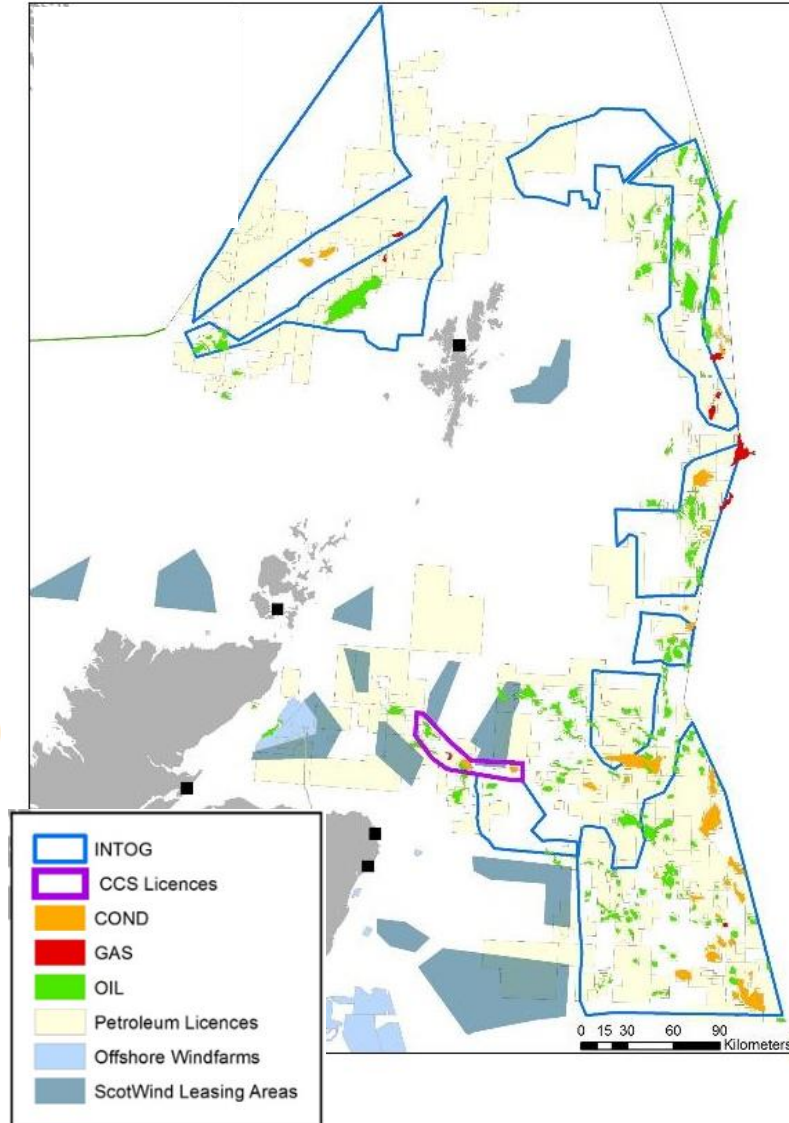 0 15 30 60 90
Kilometers
INTOG
CCS Licences
COND
GAS
OIL
Petroleum Licences
Offshore Windfarms
ScotWind Leasing Areas